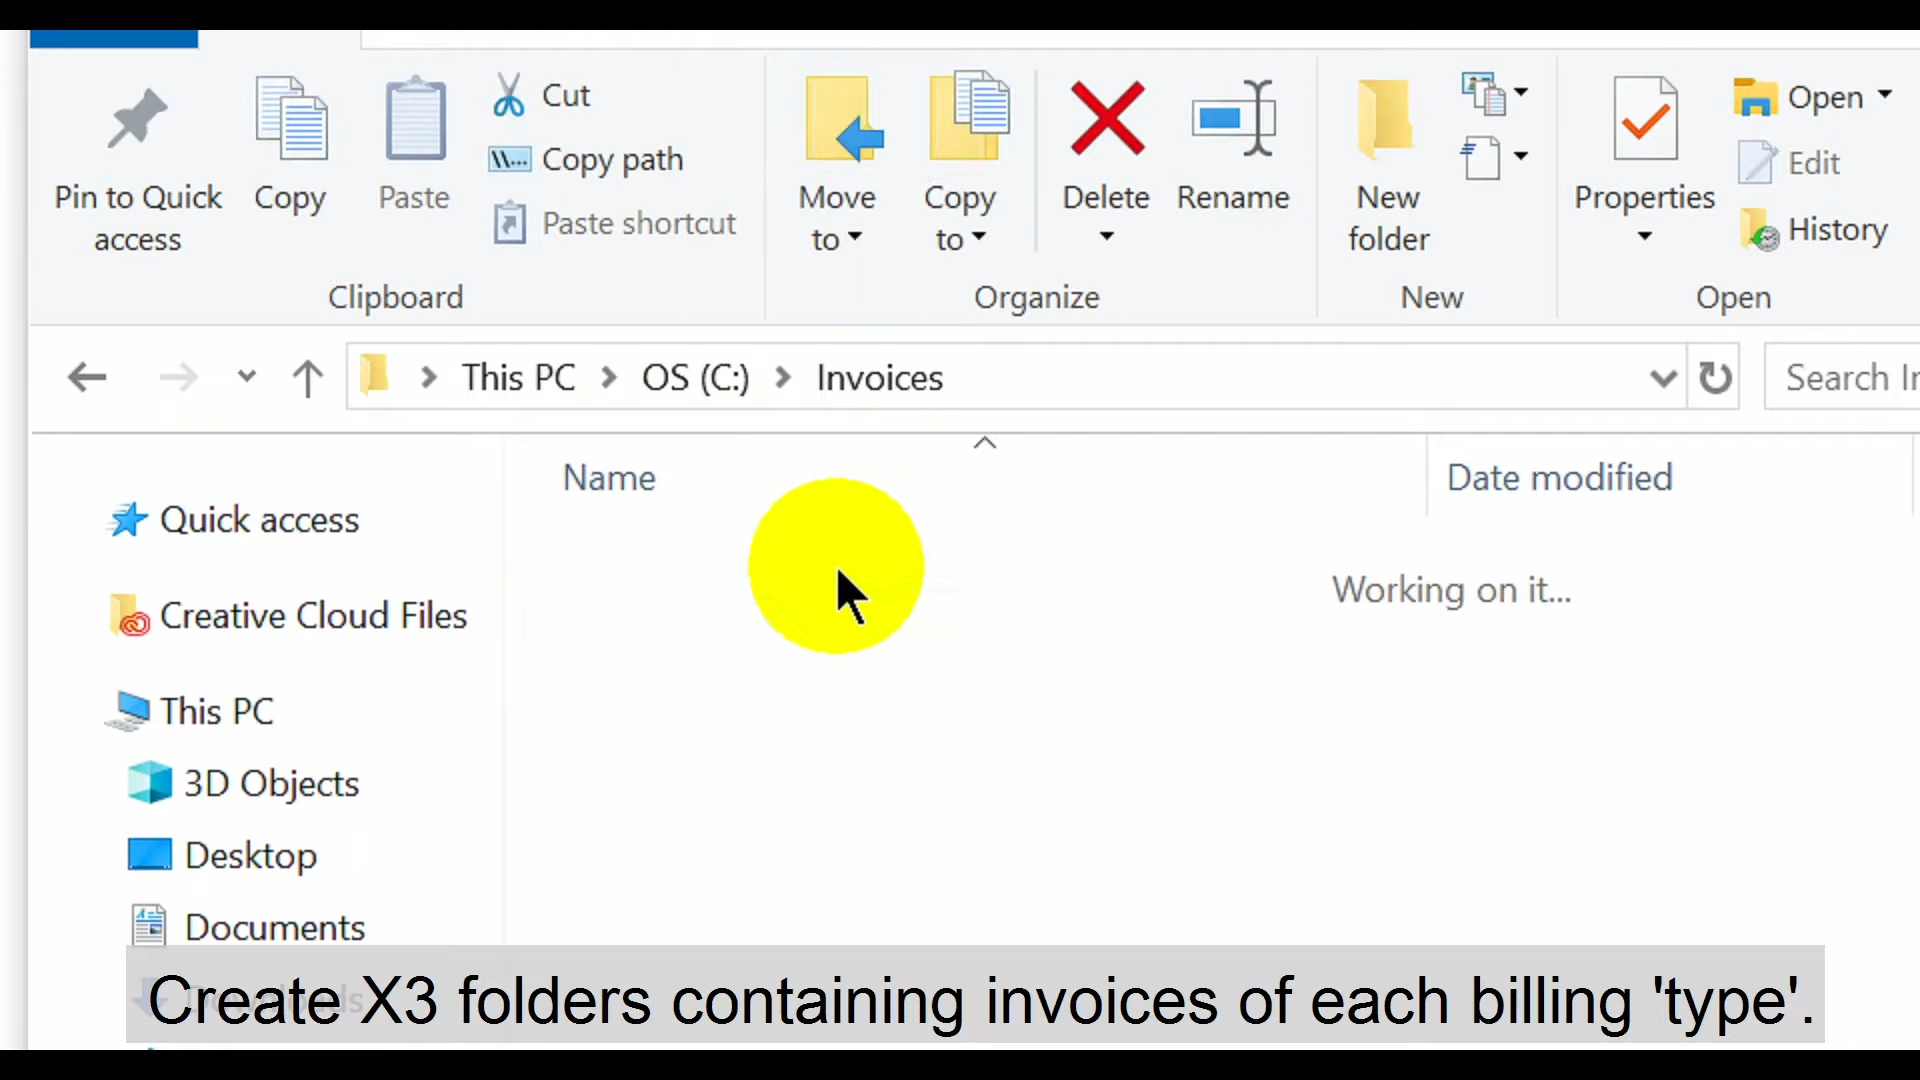 Pin to Quick access
Copy
Paste
Cut
Copy path
Paste shortcut
Clipboard
Move to
Copy to
Delete
Rename
Organize
New folder
New
Properties
Open
Edit
History
Open
This PC
OS (C:)
Invoices
Search In
Name
Date modified
Quick access
Working on it...
Creative Cloud Files
This PC
3D Objects
Desktop
Documents
Downloads
Create X3 folders containing invoices of each billing 'type'.